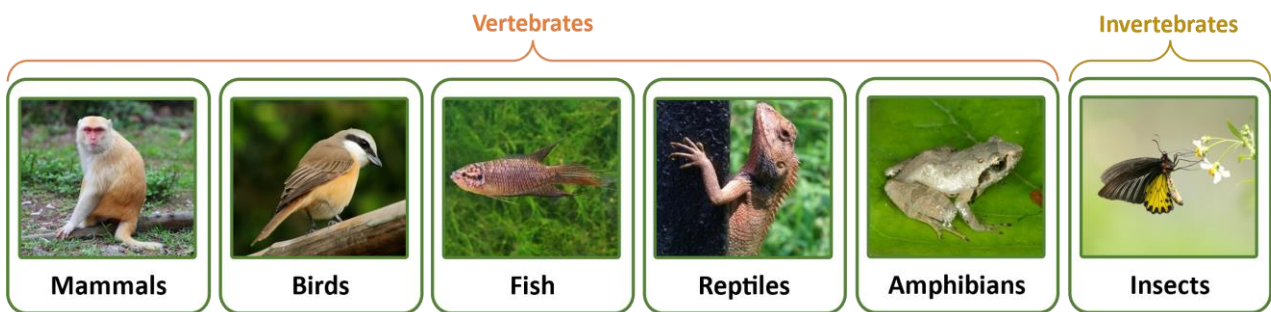 Vertebrates
Invertebrates
Mammals
Birds
Fish
Reptiles
Amphibians
Insects